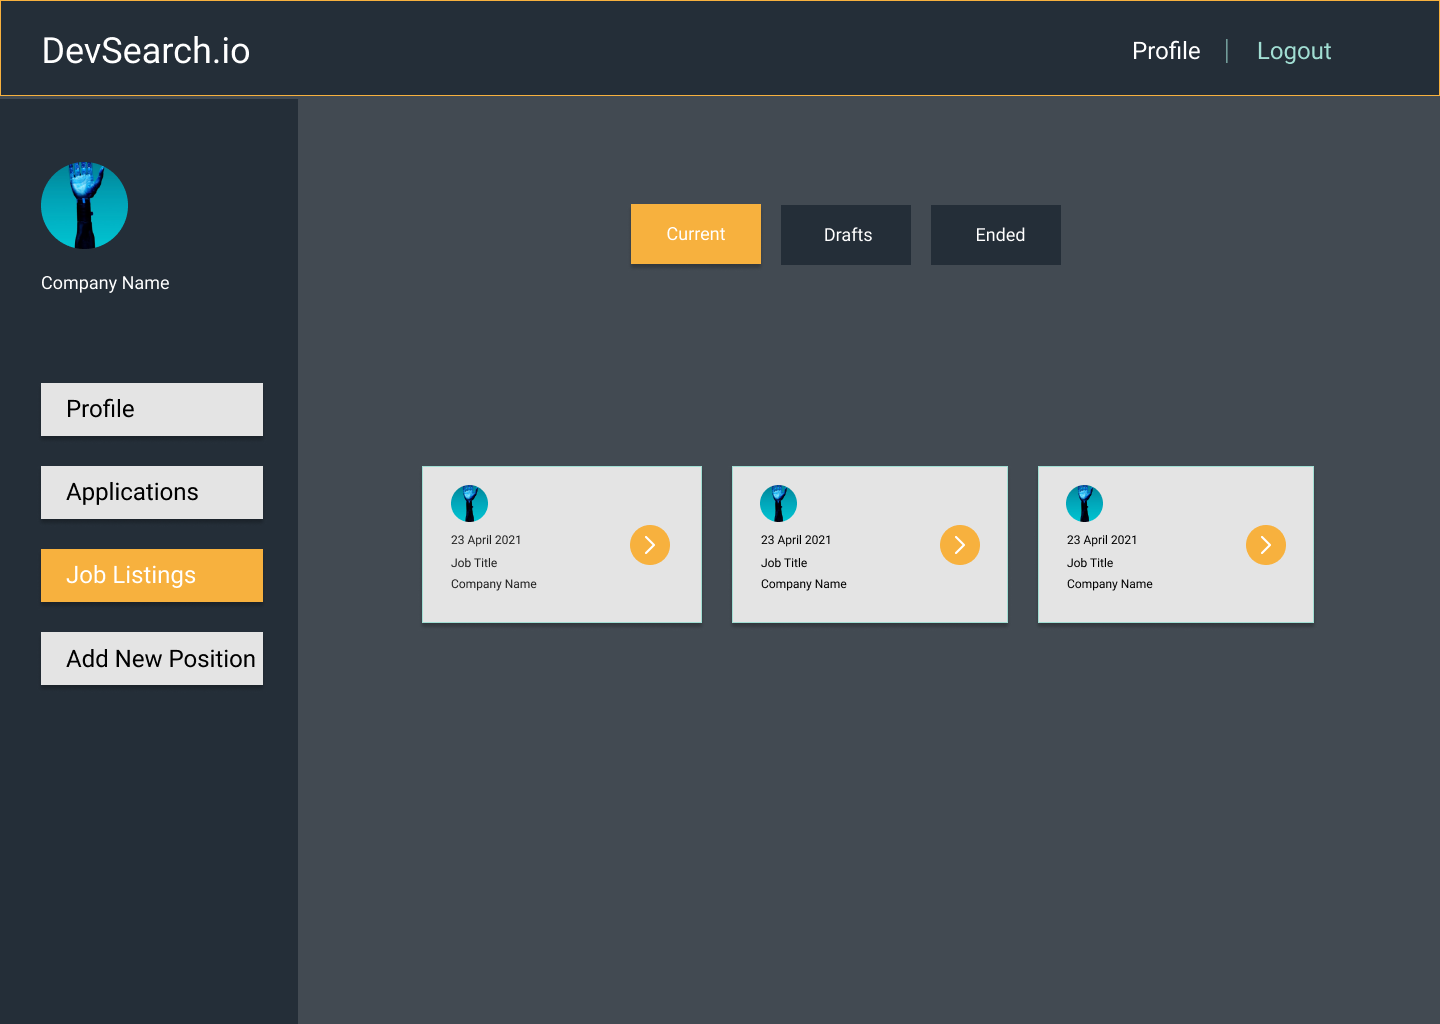 DevSearch.io
Profile | Logout
Company Name
Profile
Applications
Job Listings
Add New Position
Current
Drafts
Ended
23 April 2021
Job Title
Company Name
23 April 2021
Job Title
Company Name
23 April 2021
Job Title
Company Name